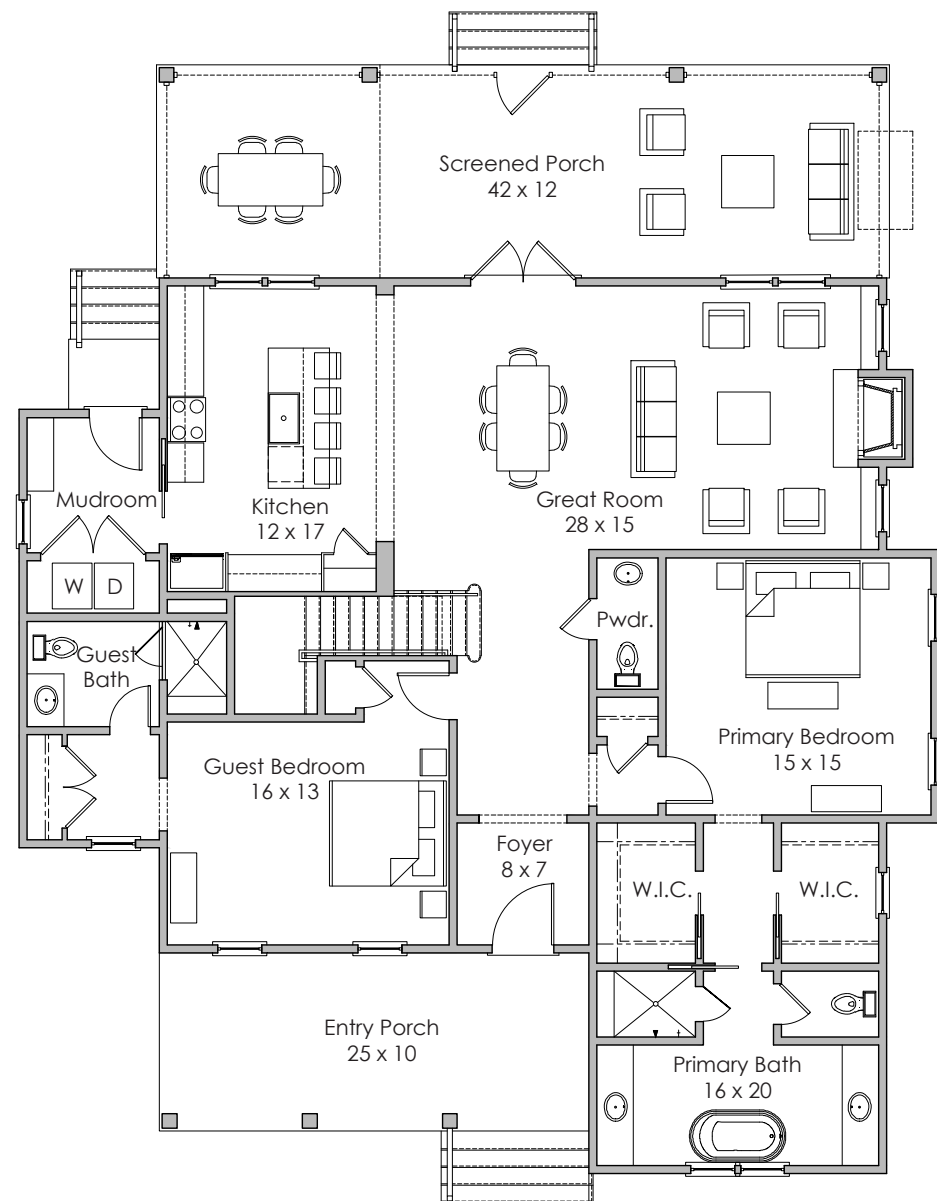 Screened Porch
42 x 12
Mudroom
Kitchen
12 x 17
Great Room
28 x 15
W
D
Pwdr.
Guest
Bath
Guest Bedroom
16 x 13
Primary Bedroom
15 x 15
Foyer
8 x 7
W.I.C.
W.I.C.
Entry Porch
25 x 10
Primary Bath
16 x 20